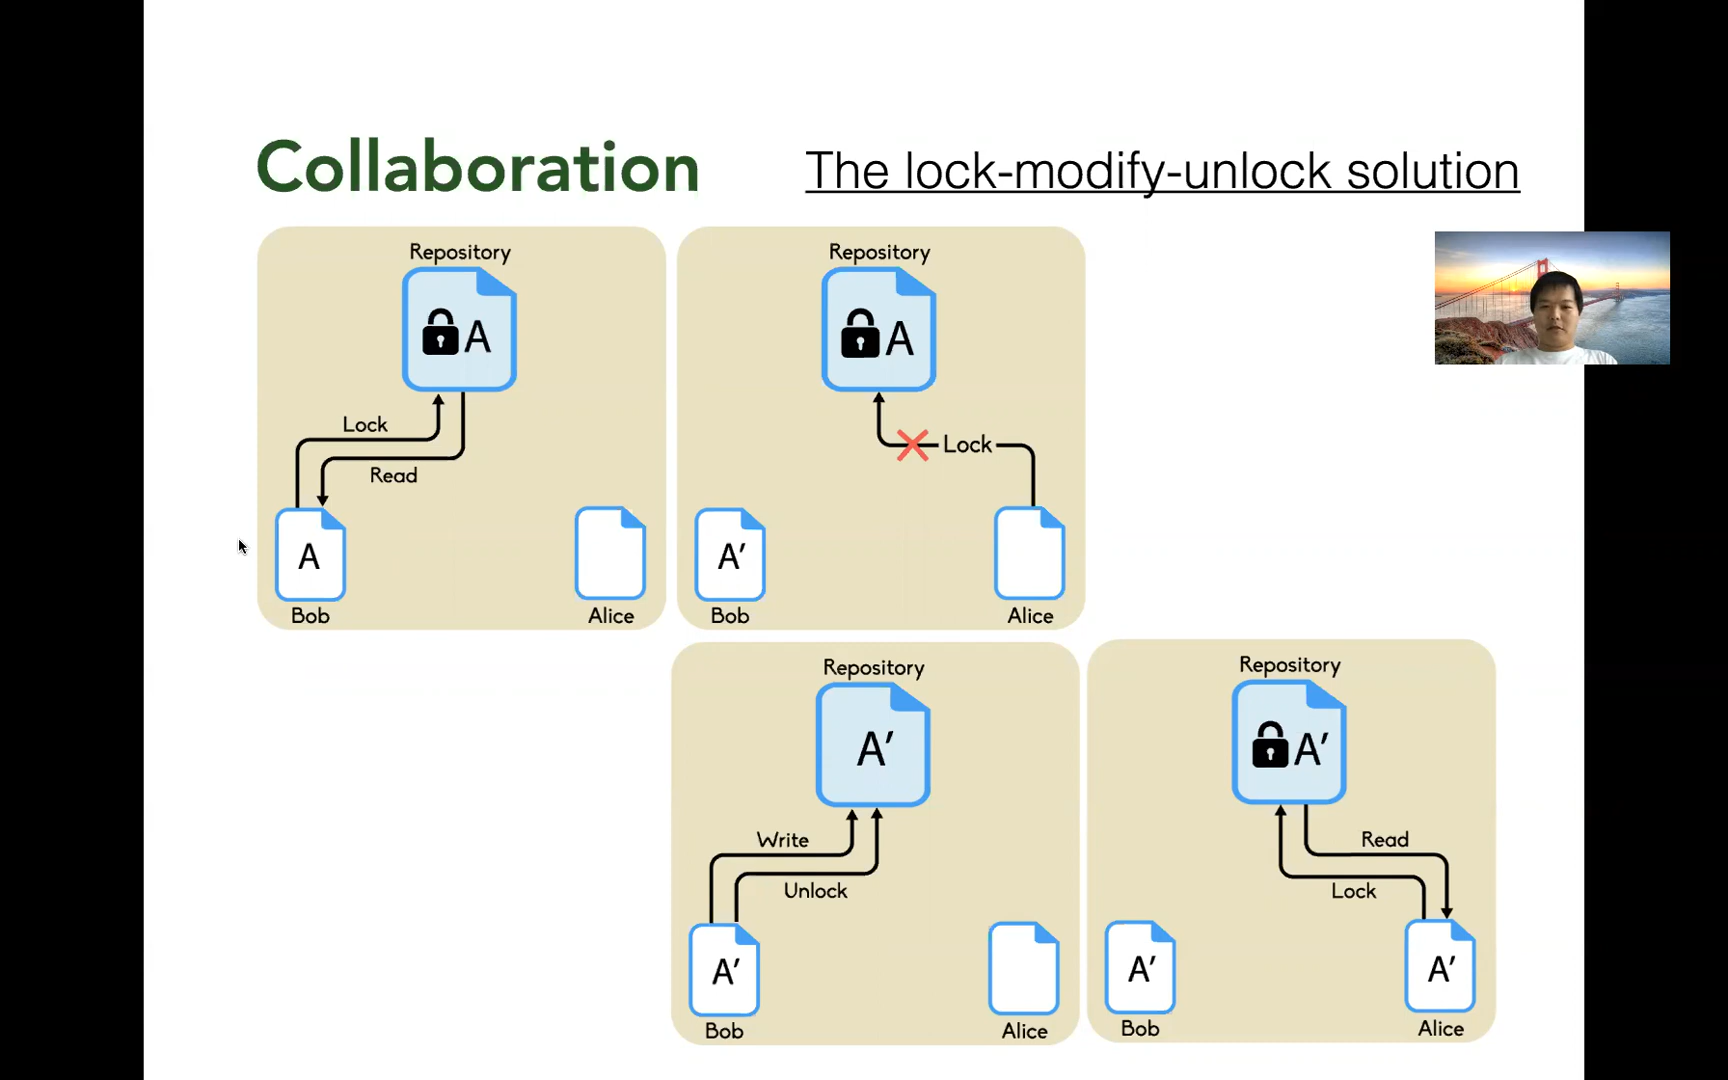 Collaboration
The lock-modify-unlock solution
Repository
A
Lock
Read
A
Bob
Alice
Repository
A
Lock
A′
Bob
Alice
Repository
A′
Write
Unlock
A′
Bob
Alice
Repository
A′
Read
Lock
A′
Bob
A′
Alice